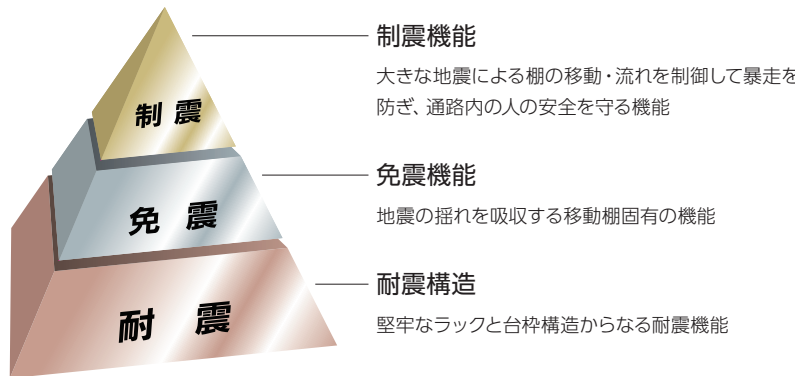 制震機能
大きな地震による棚の移動・流れを制御して暴走を
防ぎ、通路内の人の安全を守る機能
制震
免震機能
地震の揺れを吸収する移動棚固有の機能
免震
耐震構造
堅牢なラックと台枠構造からなる耐震機能
耐震